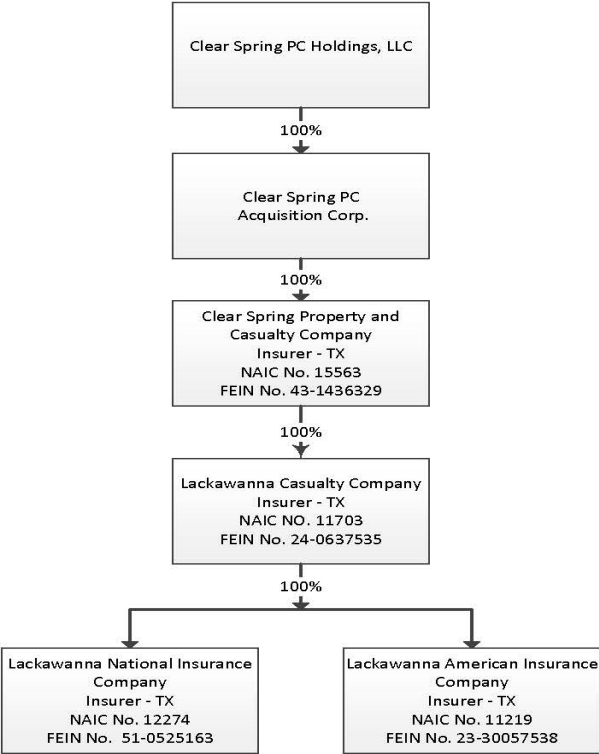 Clear Spring PC Holdings, LLC
100%
Clear Spring PC
Acquisition Corp.
100%
Clear Spring Property and
Casualty Company
Insurer - TX
NAIC No. 15563
FEIN No. 43-1436329
100%
Lackawanna Casualty Company
Insurer - TX
NAIC NO. 11703
FEIN No. 24-0637535
100%
Lackawanna National Insurance
Company
Insurer - TX
NAIC No. 12274
FEIN No. 51-0525163
Lackawanna American Insurance
Company
Insurer - TX
NAIC No. 11219
FEIN No. 23-30057538